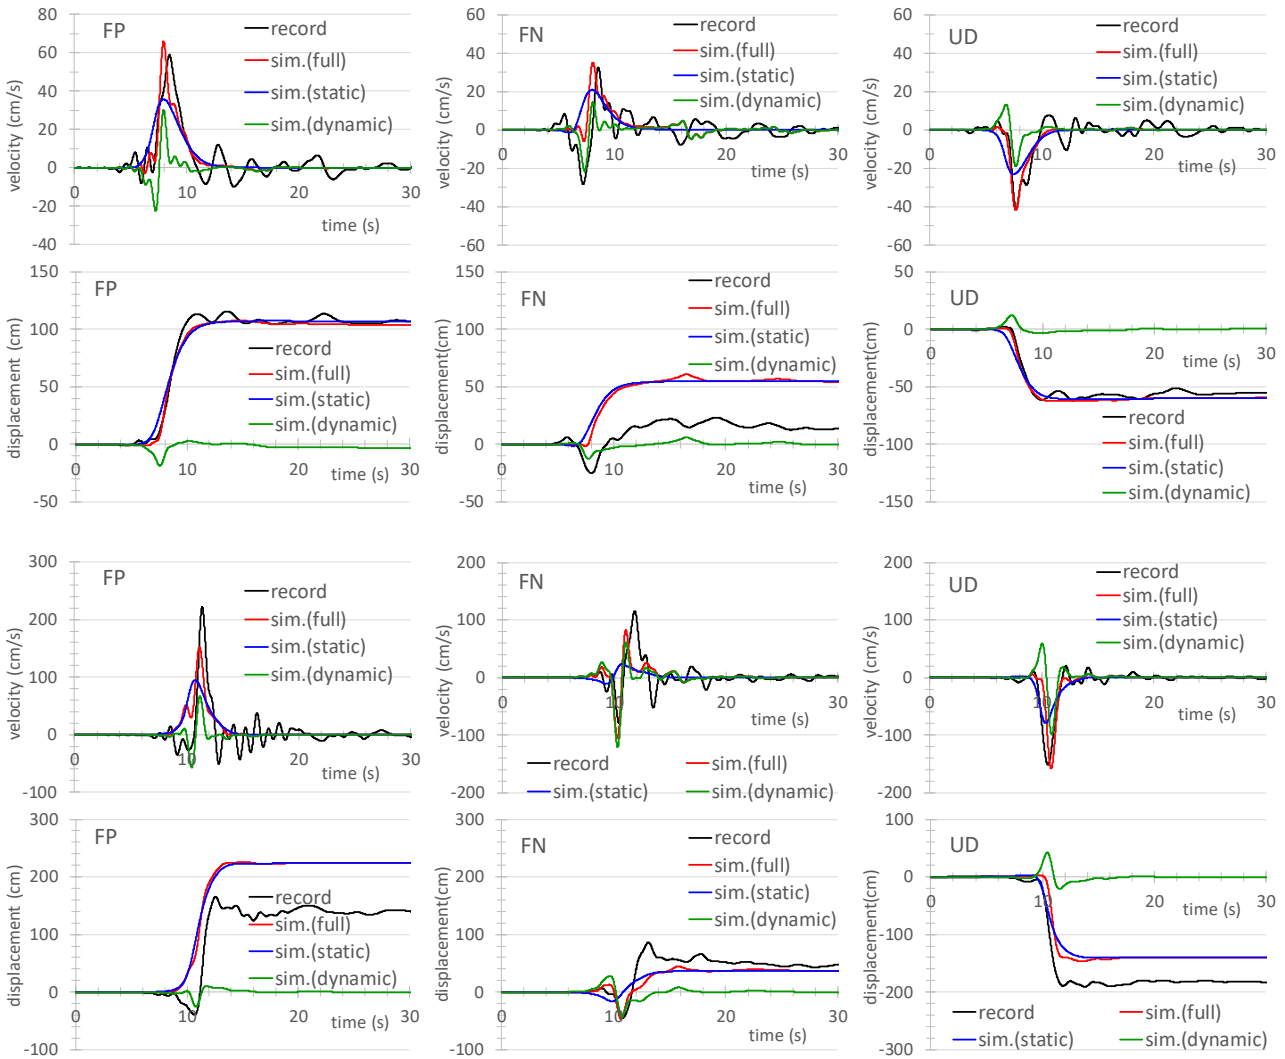 FP
record
sim.(full)
sim.(static)
sim.(dynamic)
80
60
40
20
0
-20
-40
0
10
20
30
velocity (cm/s)
time (s)
FN
record
sim.(full)
sim.(static)
sim.(dynamic)
60
40
20
0
-20
-40
-60
0
10
20
30
velocity (cm/s)
time (s)
UD
record
sim.(full)
sim.(static)
sim.(dynamic)
60
40
20
0
-20
-40
-60
0
10
20
30
velocity (cm/s)
time (s)
FP
record
sim.(full)
sim.(static)
sim.(dynamic)
150
100
50
0
-50
0
10
20
30
displacement (cm)
time (s)
FN
record
sim.(full)
sim.(static)
sim.(dynamic)
150
100
50
0
-50
0
10
20
30
displacement(cm)
time (s)
UD
record
sim.(full)
sim.(static)
sim.(dynamic)
50
0
-50
-100
-150
0
10
20
30
displacement(cm)
time (s)
FP
record
sim.(full)
sim.(static)
sim.(dynamic)
300
200
100
0
-100
0
10
20
30
velocity (cm/s)
time (s)
FN
record
sim.(full)
sim.(static)
sim.(dynamic)
200
100
0
-100
-200
0
10
20
30
velocity (cm/s)
time (s)
UD
record
sim.(full)
sim.(static)
sim.(dynamic)
200
100
0
-100
-200
0
10
20
30
velocity (cm/s)
time (s)
FP
record
sim.(full)
sim.(static)
sim.(dynamic)
300
200
100
0
-100
0
10
20
30
displacement (cm)
time (s)
FN
record
sim.(full)
sim.(static)
sim.(dynamic)
300
200
100
0
-100
0
10
20
30
displacement(cm)
time (s)
UD
record
sim.(full)
sim.(static)
sim.(dynamic)
100
0
-100
-200
-300
0
10
20
30
displacement(cm)
time (s)